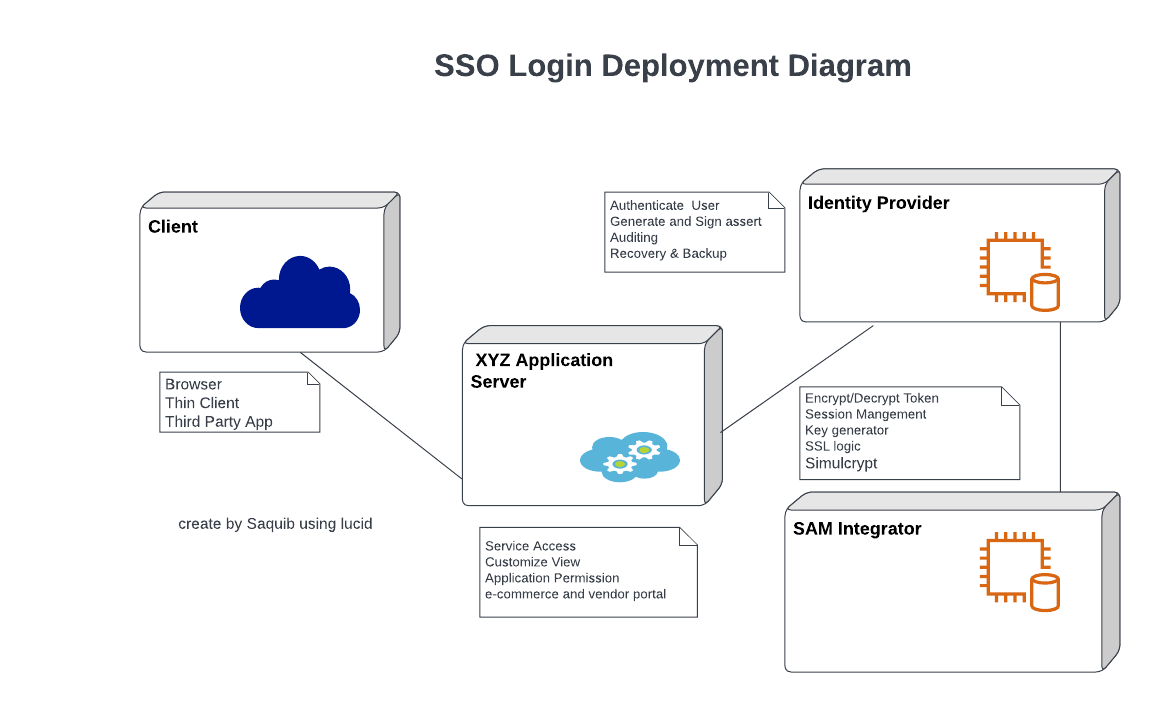 SSO Login Deployment Diagram
Client
Browser
Thin Client
Third Party App
create by Saquib using lucid
XYZ Application
Server
Service Access
Customize View
Application Permission
e-commerce and vendor portal
Authenticate  User
Generate and Sign assert
Auditing
Recovery & Backup
Identity Provider
Encrypt/Decrypt Token
Session Mangement
Key generator
SSL logic
Simulcrypt
SAM Integrator